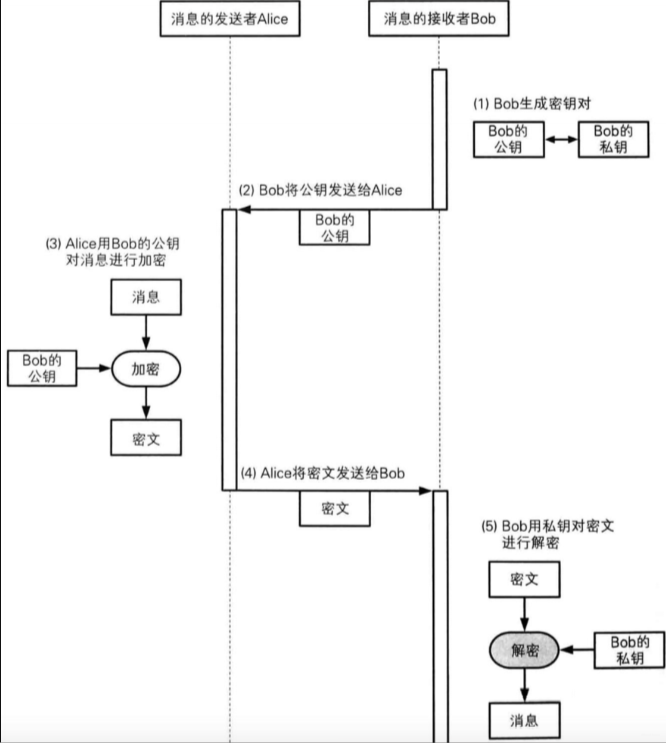 消息的发送者Alice
消息的接收者Bob
(1) Bob生成密钥对
Bob的
公钥
Bob的
私钥
(2) Bob将公钥发送给Alice
Bob的
公钥
(3) Alice用Bob的公钥
对消息进行加密
消息
Bob的
公钥
加密
密文
(4) Alice将密文发送给Bob
密文
(5) Bob用私钥对密文
进行解密
密文
解密
Bob的
私钥
消息